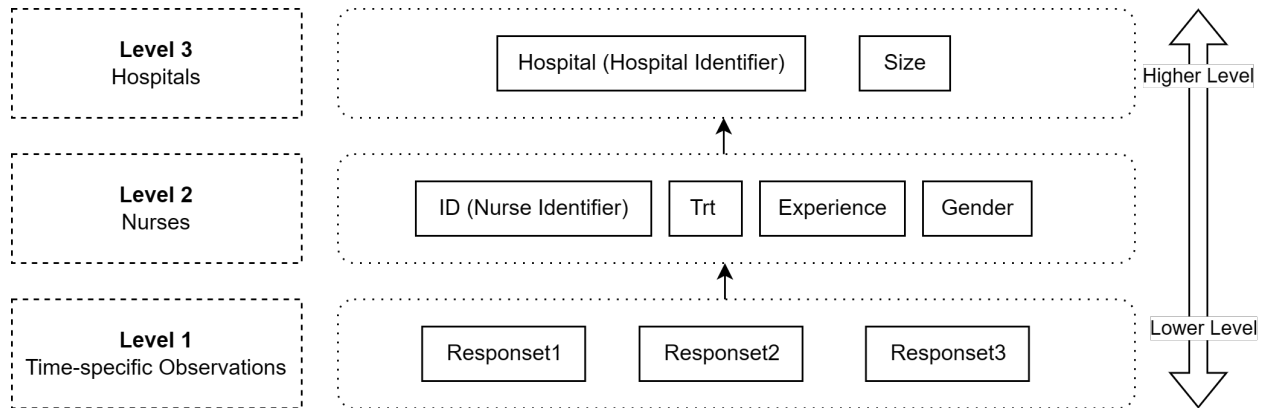 Level 3
Hospitals
Hospital (Hospital Identifier)
Size
Higher Level
Level 2
Nurses
ID (Nurse Identifier)
Trt
Experience
Gender
Level 1
Time-specific Observations
Responset1
Responset2
Responset3
Lower Level